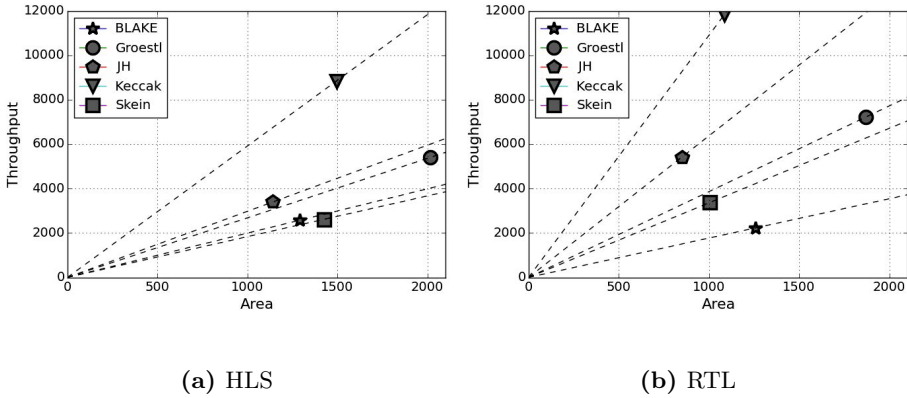 12000
10000
8000
6000
4000
2000
0
Throughput
BLAKE
Groestl
JH
Keccak
Skein
0 500 1000 1500 2000
Area
(a) HLS
12000
10000
8000
6000
4000
2000
0
Throughput
BLAKE
Groestl
JH
Keccak
Skein
0 500 1000 1500 2000
Area
(b) RTL